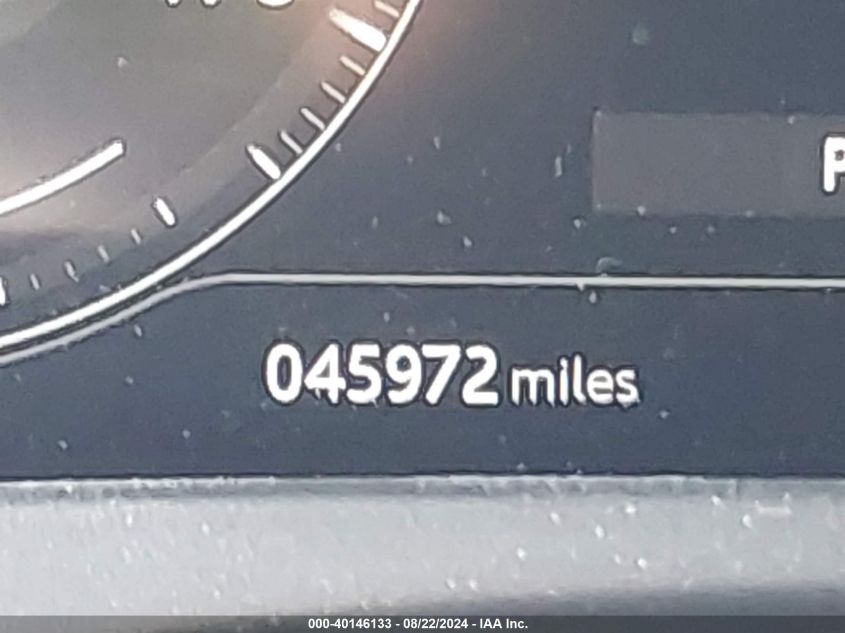 P
045972 miles
000-40146133 - 08/22/2024 - IAA Inc.